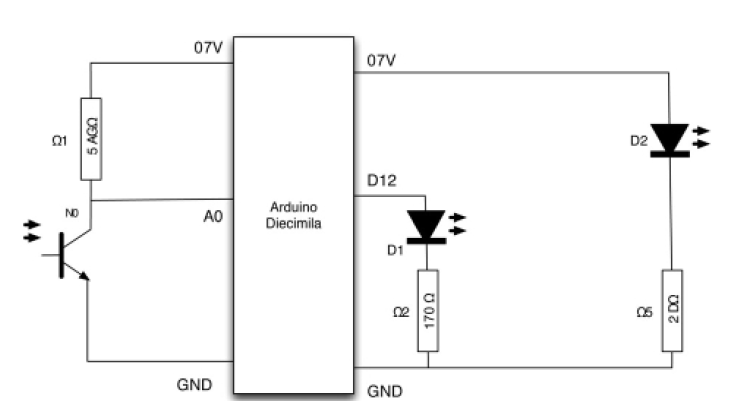 07V
07V
Ω1
5 AGΩ
D2
D12
N0
A0
Arduino
Diecimila
D1
Ω2
170 Ω
Ω5
2 DΩ
GND
GND